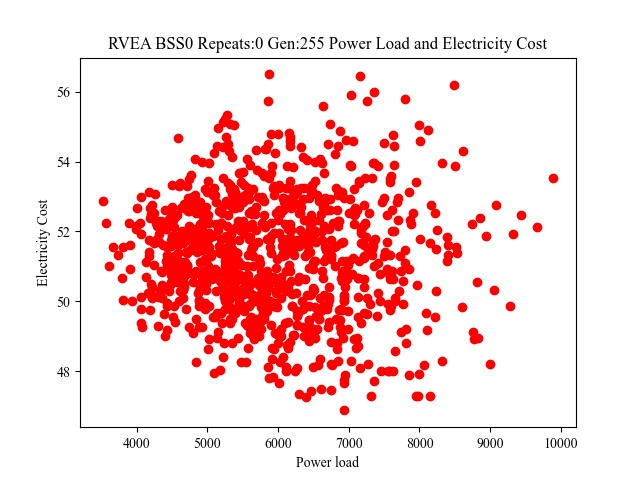 RVEA BSS0 Repeats:0 Gen:255 Power Load and Electricity Cost
56
54
52
50
48
Electricity Cost
4000 5000 6000 7000 8000 9000 10000
Power load